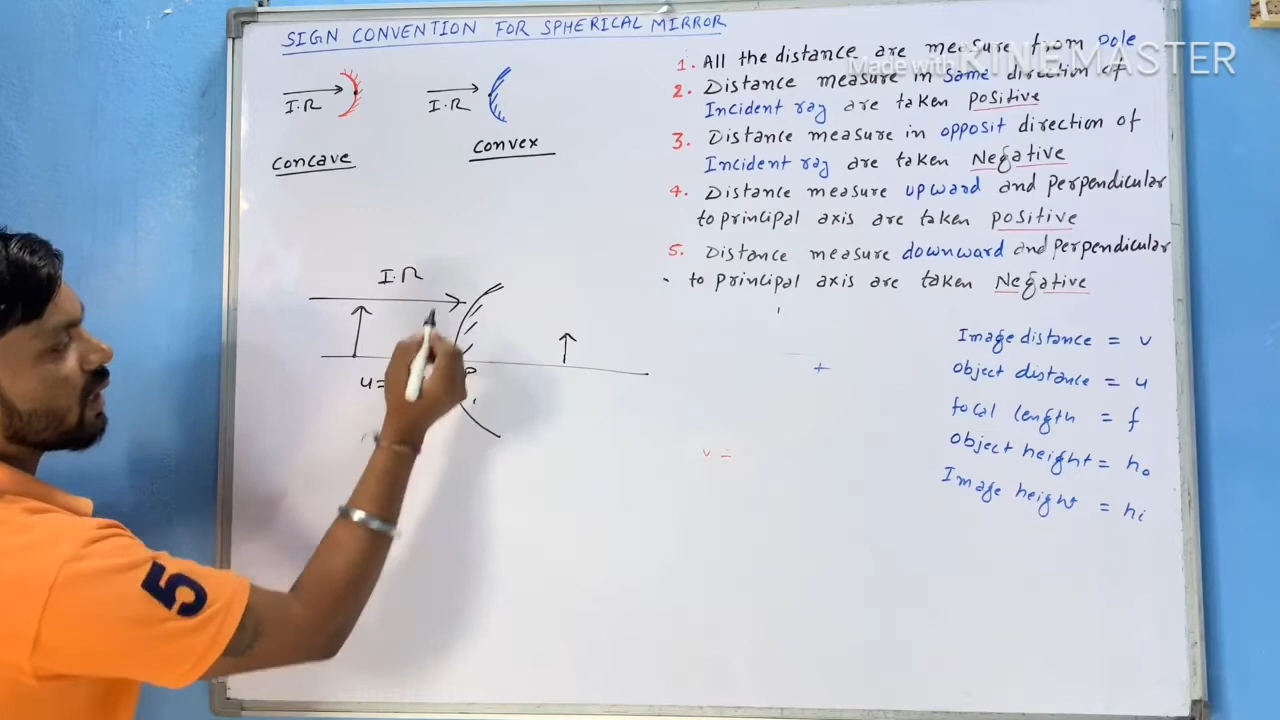 SIGN CONVENTION FOR SPHERICAL MIRROR
I.R
I.R
concave
convex
1. All the distance are measure from pole
2. Distance measure in same direction of
Incident ray are taken positive
3. Distance measure in opposit direction of
Incident ray are taken Negative
4. Distance measure upward and perpendicular
to principal axis are taken positive
5. Distance measure downward and perpendicular
to principal axis are taken Negative
Made with KINEMASTER
I.R
u=
P
+
v =
Image distance = v
object distance = u
focal length = f
object height = ho
Image height = hi
5